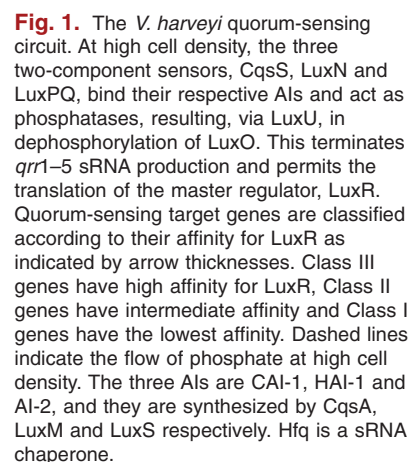 Fig. 1. The V. harveyi quorum-sensing
circuit. At high cell density, the three
two-component sensors, CqsS, LuxN and
LuxPQ, bind their respective AIs and act as
phosphatases, resulting, via LuxU, in
dephosphorylation of LuxO. This terminates
qrr1–5 sRNA production and permits the
translation of the master regulator, LuxR.
Quorum-sensing target genes are classified
according to their affinity for LuxR as
indicated by arrow thicknesses. Class III
genes have high affinity for LuxR, Class II
genes have intermediate affinity and Class I
genes have the lowest affinity. Dashed lines
indicate the flow of phosphate at high cell
density. The three AIs are CAI-1, HAI-1 and
AI-2, and they are synthesized by CqsA,
LuxM and LuxS respectively. Hfq is a sRNA
chaperone.